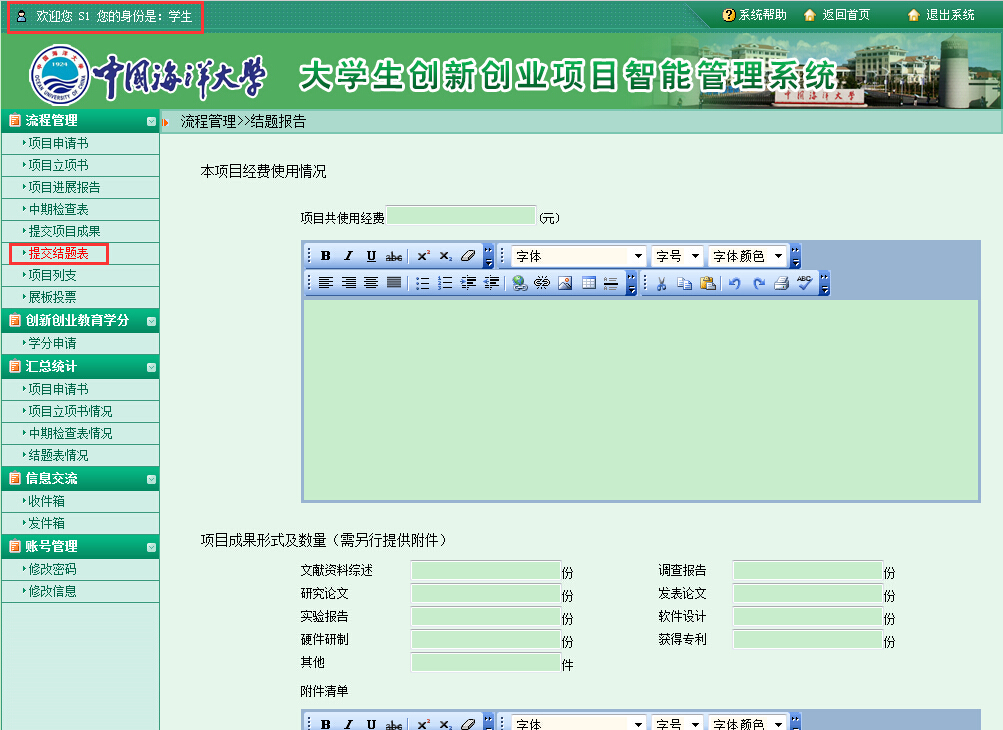 欢迎您 S1 您的身份是：学生
系统帮助 返回首页 退出系统
1924
OCEAN UNIVERSITY OF CHINA
中国海洋大学
大学生创新创业项目智能管理系统
中国海洋大学
流程管理
项目申请书
项目立项书
项目进展报告
中期检查表
提交项目成果
提交结题表
项目列支
展板投票
创新创业教育学分
学分申请
汇总统计
项目申请书
项目立项书情况
中期检查表情况
结题表情况
信息交流
收件箱
发件箱
账号管理
修改密码
修改信息
流程管理>>结题报告
本项目经费使用情况
项目共使用经费 (元)
B I U abc x² x₂ 字体 字号 字体颜色
ABC
项目成果形式及数量（需另行提供附件）
文献资料综述 份 调查报告 份
研究论文 份 发表论文 份
实验报告 份 软件设计 份
硬件研制 份 获得专利 份
其他 件
附件清单
B I U abc x² x₂ 字体 字号 字体颜色